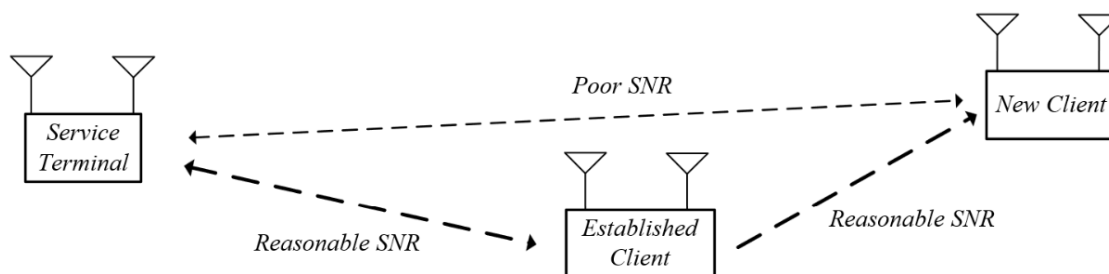 Poor SNR
New Client
Service
Terminal
Reasonable SNR
Established
Client
Reasonable SNR